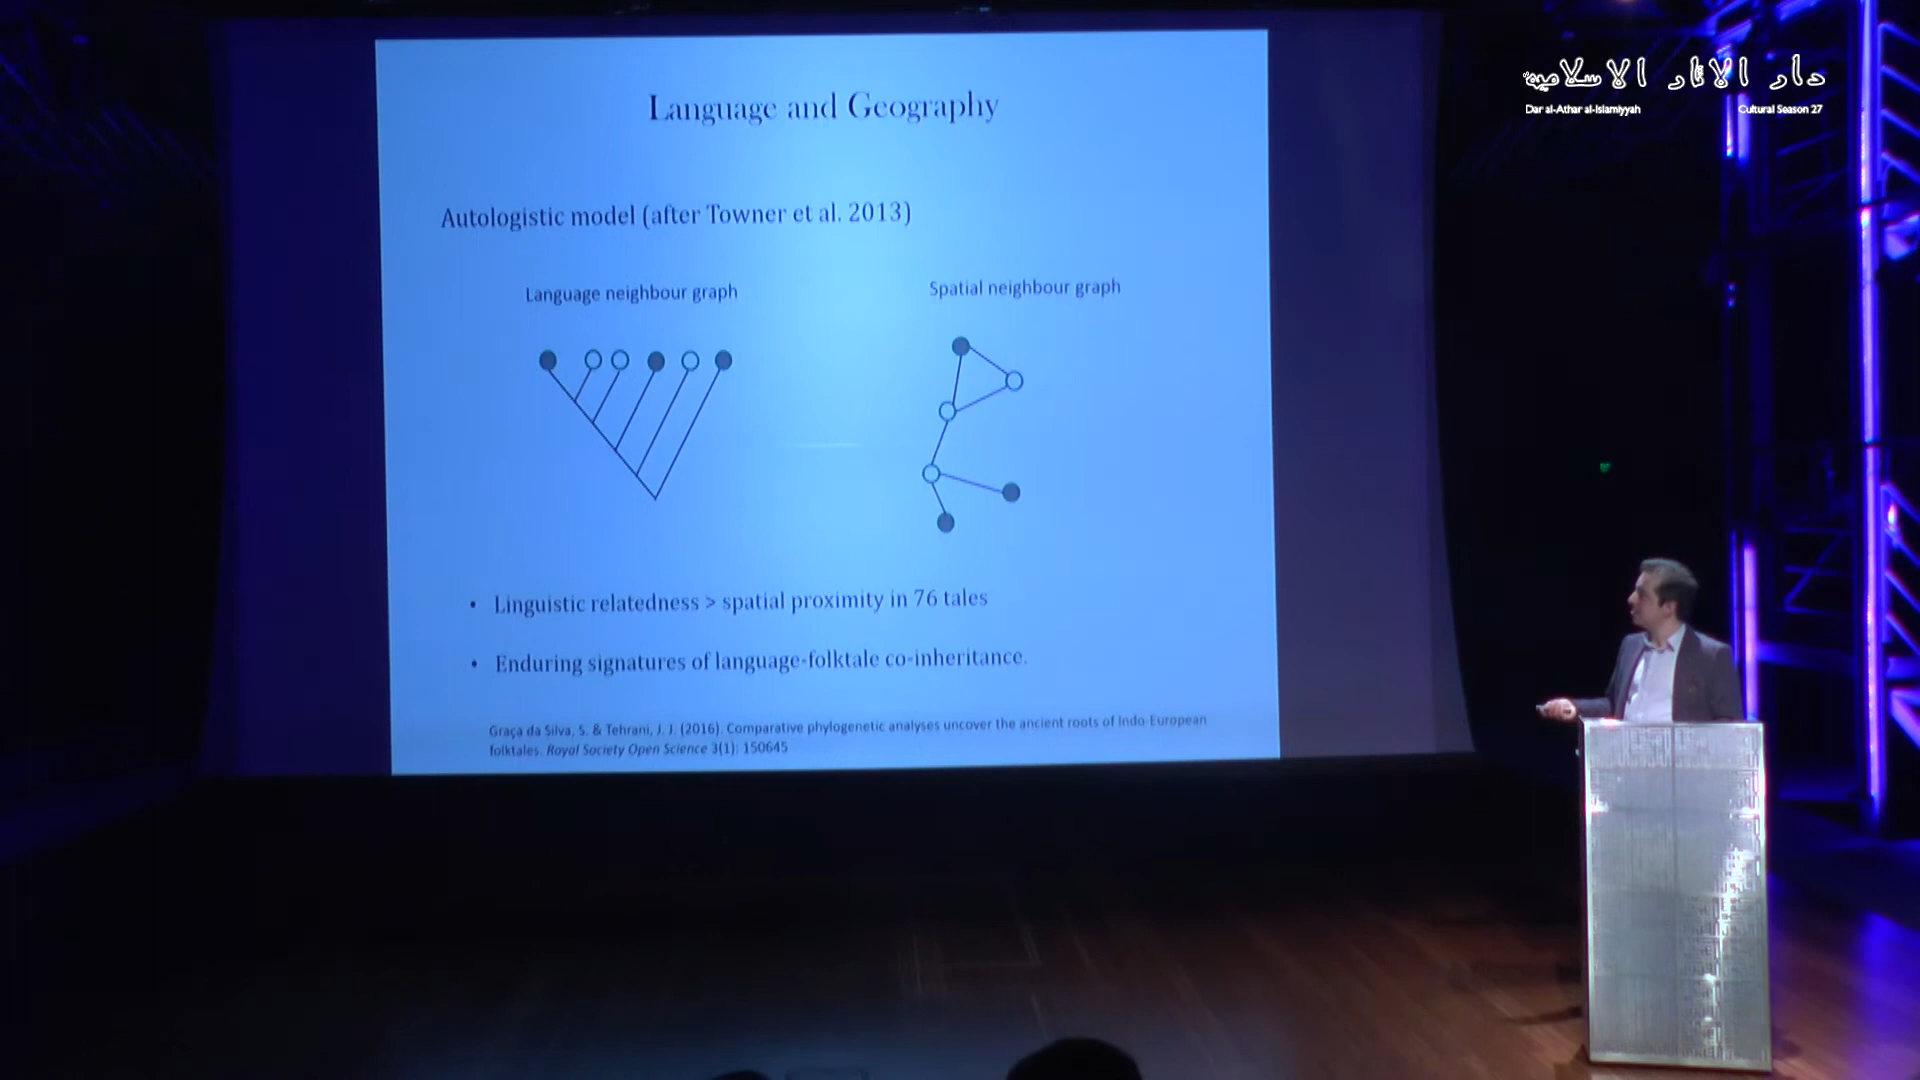 دار الاثار الاسلاميه
Dar al-Athar al-Islamiyyah
Cultural Season 27
Language and Geography
Autologistic model (after Towner et al. 2013)
Language neighbour graph
Spatial neighbour graph
• Linguistic relatedness > spatial proximity in 76 tales
• Enduring signatures of language-folktale co-inheritance.
Graça da Silva, S. & Tehrani, J. J. (2016). Comparative phylogenetic analyses uncover the ancient roots of Indo-European
folktales. Royal Society Open Science 3(1): 150645